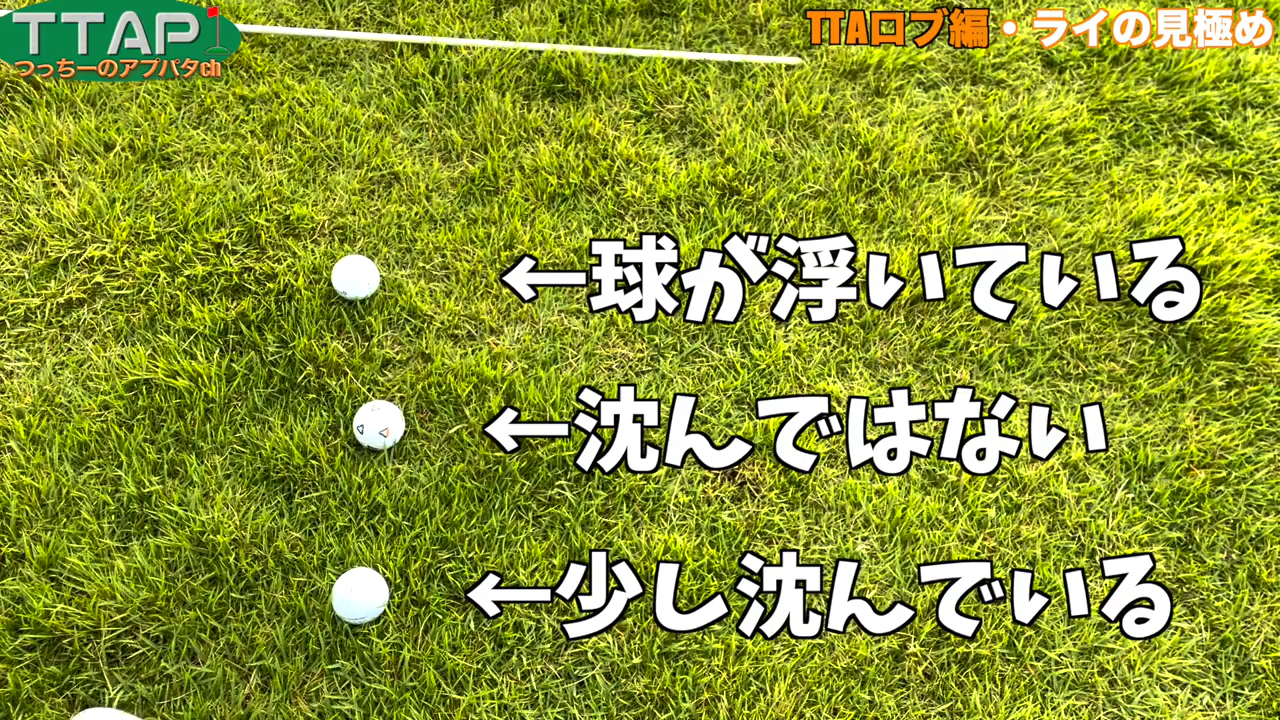 TTAP
つっちーのアプパタch
TTAロブ編・ライの見極め
←球が浮いている
←沈んではない
←少し沈んでいる